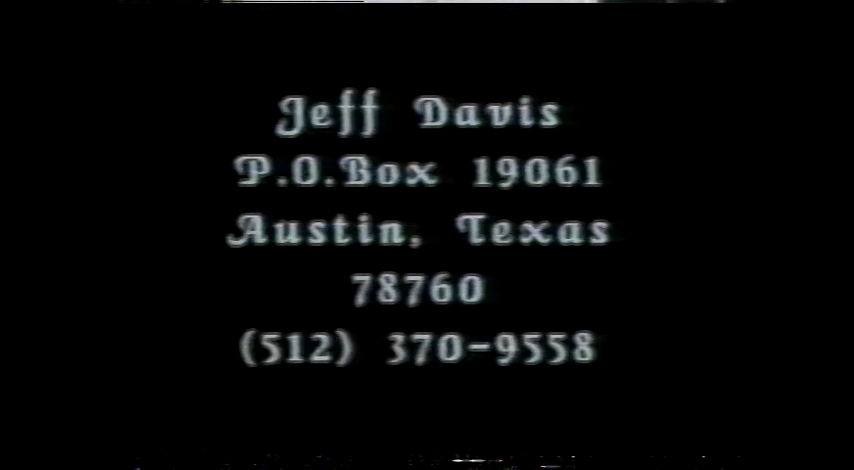 Jeff Davis
P.O.Box 19061
Austin, Texas
78760
(512) 370-9558